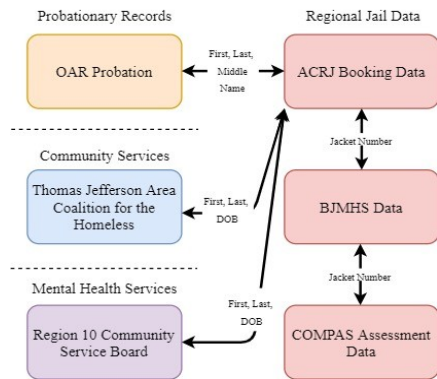 Probationary Records
Regional Jail Data
OAR Probation
First, Last,
Middle
Name
ACRJ Booking Data
Jacket Number
Community Services
Thomas Jefferson Area
Coalition for the
Homeless
First, Last,
DOB
BJMHS Data
Jacket Number
Mental Health Services
Region 10 Community
Service Board
First, Last,
DOB
COMPAS Assessment
Data